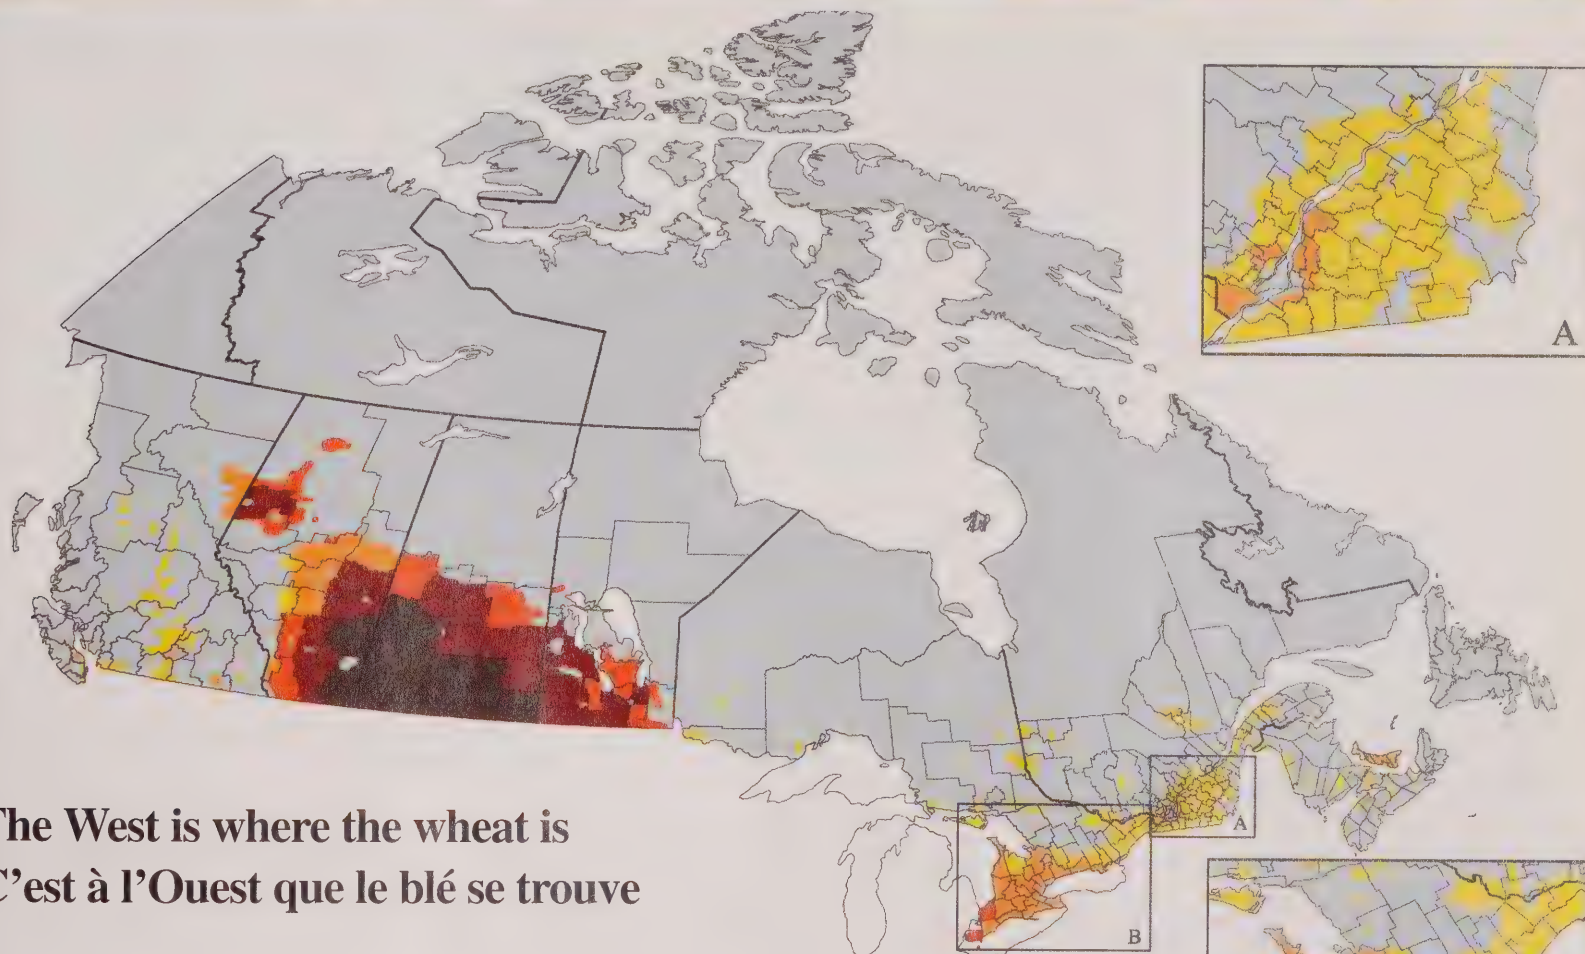 A
The West is where the wheat is
C'est à l'Ouest que le blé se trouve
A
B